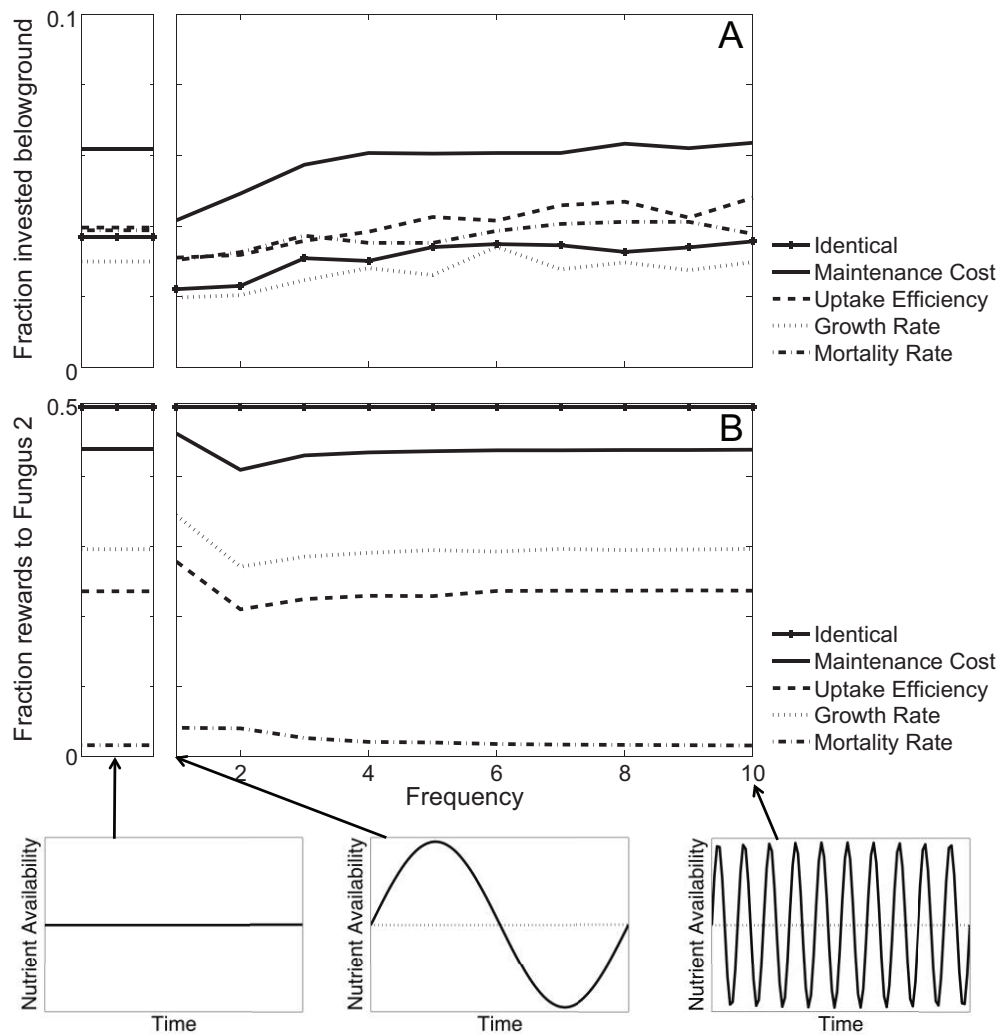 0.1
A
Fraction invested belowground
0
Identical
Maintenance Cost
Uptake Efficiency
Growth Rate
Mortality Rate
0.5
B
Fraction rewards to Fungus 2
0
Identical
Maintenance Cost
Uptake Efficiency
Growth Rate
Mortality Rate
2 4 6 8 10
Frequency
Nutrient Availability
Time
Nutrient Availability
Time
Nutrient Availability
Time